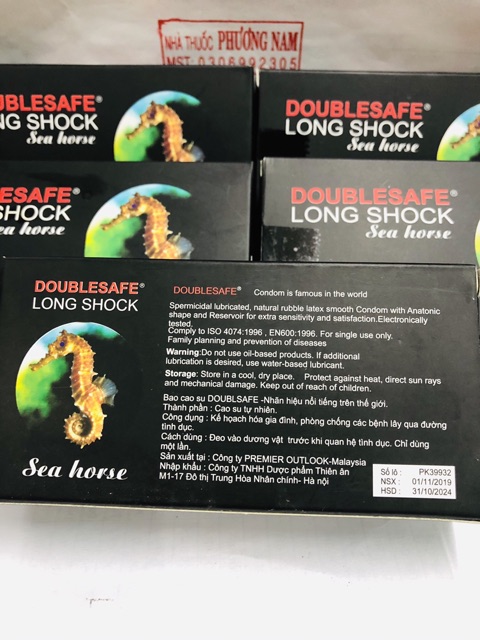 NHÀ THUỐC PHƯƠNG NAM
MST: 0306992305
UBLESAFE®
NG SHOCK
Sea horse
DOUBLESAFE®
LONG SHOCK
Sea horse
LESAFE®
SHOCK
ea horse
DOUBLESAFE®
LONG SHOCK
Sea horse
DOUBLESAFE®
LONG SHOCK
Sea horse
DOUBLESAFE® Condom is famous in the world
Spermicidal lubricated, natural rubble latex smooth Condom with Anatonic
shape and Reservoir for extra sensitivity and satisfaction.Electronically
tested.
Comply to ISO 4074:1996 , EN600:1996. For single use only.
Family planning and prevention of diseases
Warning:Do not use oil-based products. If additional
lubrication is desired, use water-based lubricant.
Storage: Store in a cool, dry place. Protect against heat, direct sun rays
and mechanical damage. Keep out of reach of children.
Bao cao su DOUBLSAFE -Nhãn hiệu nổi tiếng trên thế giới.
Thành phần : Cao su tự nhiên.
Công dụng : Kế hoạch hóa gia đình, phòng chống các bệnh lây qua đường
tình dục.
Cách dùng : Đeo vào dương vật trước khi quan hệ tình dục. Chỉ dùng
một lần.
Sản xuất tại : Công ty PREMIER OUTLOOK-Malaysia
Nhập khẩu : Công ty TNHH Dược phẩm Thiên ân
M1-17 Đô thị Trung Hòa Nhân chính- Hà nội
Số lô : PK39932
NSX : 01/11/2019
HSD : 31/10/2024